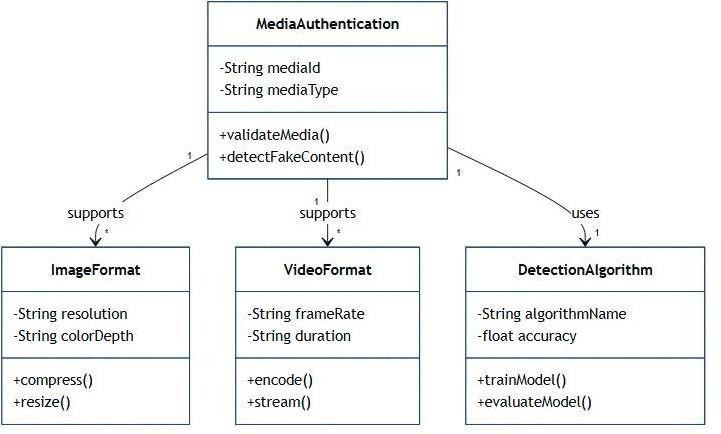 MediaAuthentication
-String mediaId
-String mediaType
+validateMedia()
+detectFakeContent()
1
1
1
supports
supports
uses
*
*
1
ImageFormat
-String resolution
-String colorDepth
+compress()
+resize()
VideoFormat
-String frameRate
-String duration
+encode()
+stream()
DetectionAlgorithm
-String algorithmName
-float accuracy
+trainModel()
+evaluateModel()